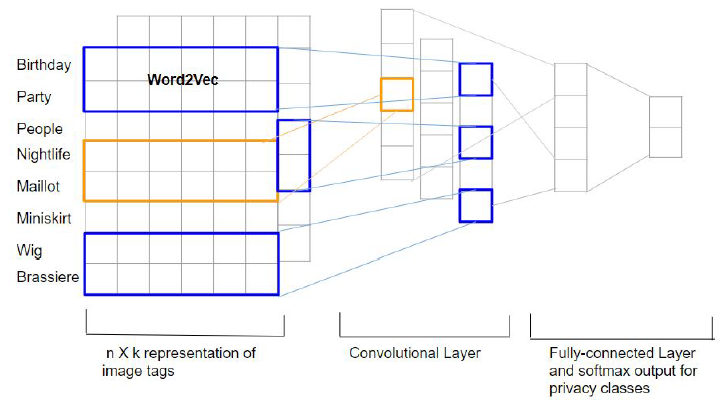 Birthday
Word2Vec
Party
People
Nightlife
Maillot
Miniskirt
Wig
Brassiere
n X k representation of
image tags
Convolutional Layer
Fully-connected Layer
and softmax output for
privacy classes